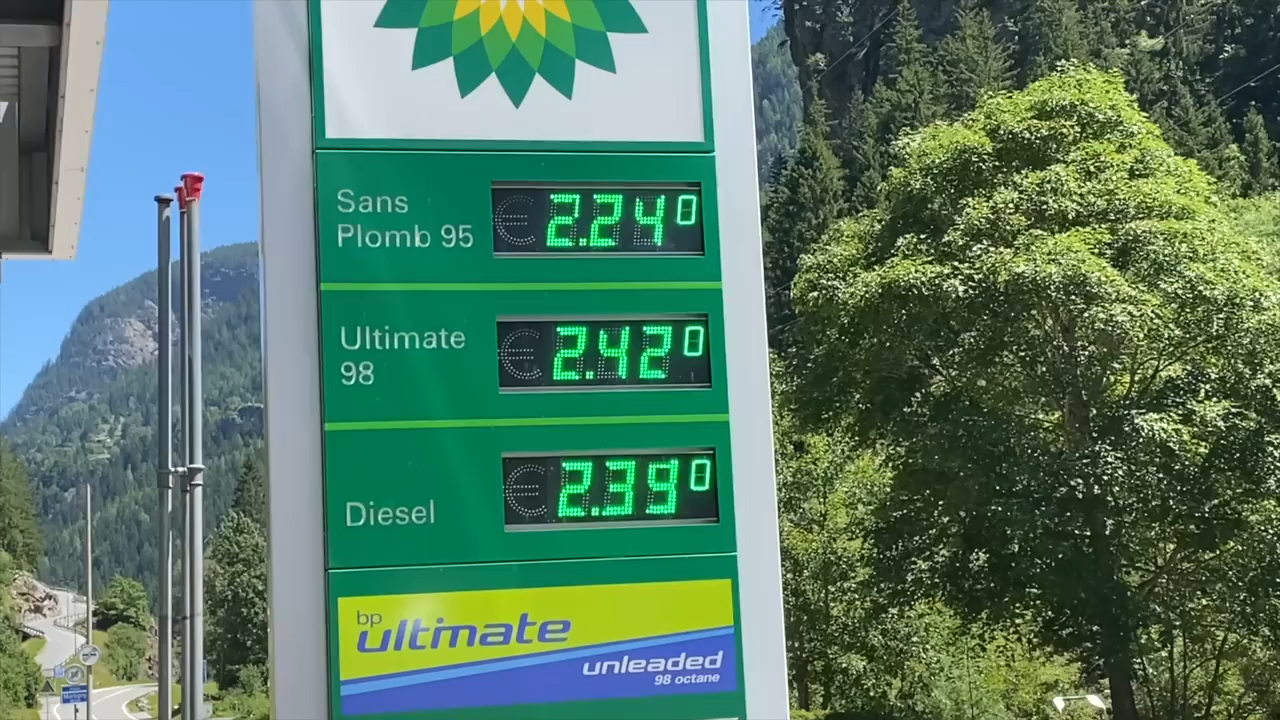 Sans
Plomb 95
2.24⁰
Ultimate
98
2.42⁰
Diesel
2.39⁰
bp
ultimate
unleaded
98 octane